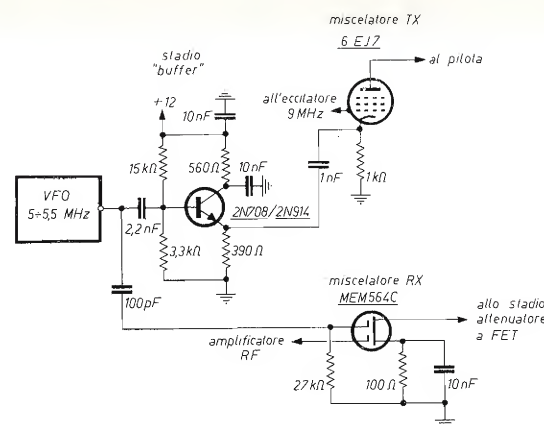 miscelatore TX
6 EJ7
al pilota
stadio
"buffer"
+12
10nF
all'eccitatore
9 MHz
15kΩ
560Ω
10nF
1nF
1kΩ
VFO
5÷5,5 MHz
2,2nF
2N708/2N914
3,3kΩ
390Ω
100pF
miscelatore RX
MEM564C
allo stadio
attenuatore
a FET
amplificatore
RF
27kΩ
100Ω
10nF